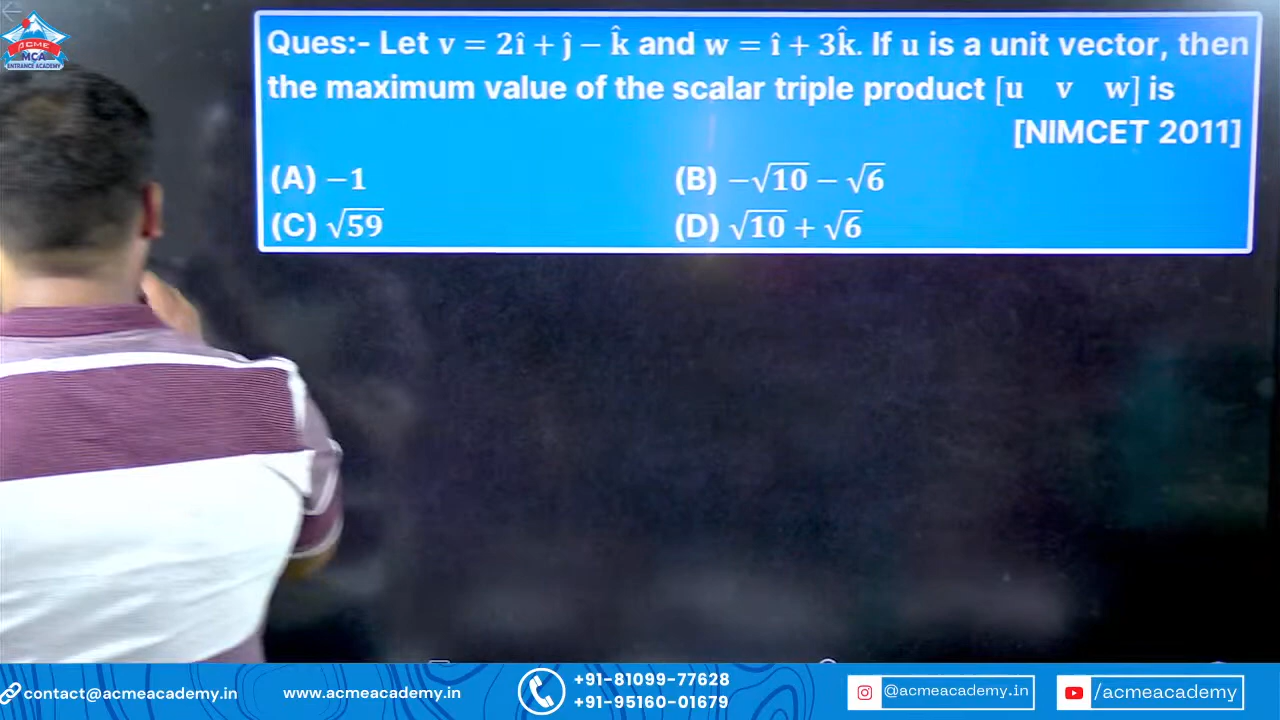 ACME
MCA
ENTRANCE ACADEMY
Ques:- Let v = 2î + ĵ − k̂ and w = î + 3k̂. If u is a unit vector, then
the maximum value of the scalar triple product [u v w] is
[NIMCET 2011]
(A) −1 (B) −√10 − √6
(C) √59 (D) √10 + √6
contact@acmeacademy.in www.acmeacademy.in +91-81099-77628 @acmeacademy.in /acmeacademy
+91-95160-01679